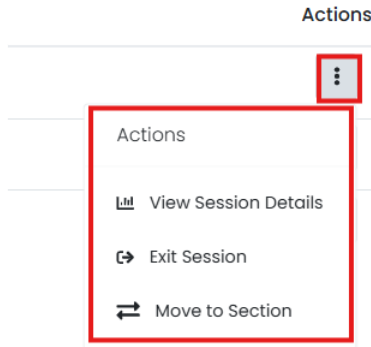 Actions
Actions
View Session Details
Exit Session
Move to Section